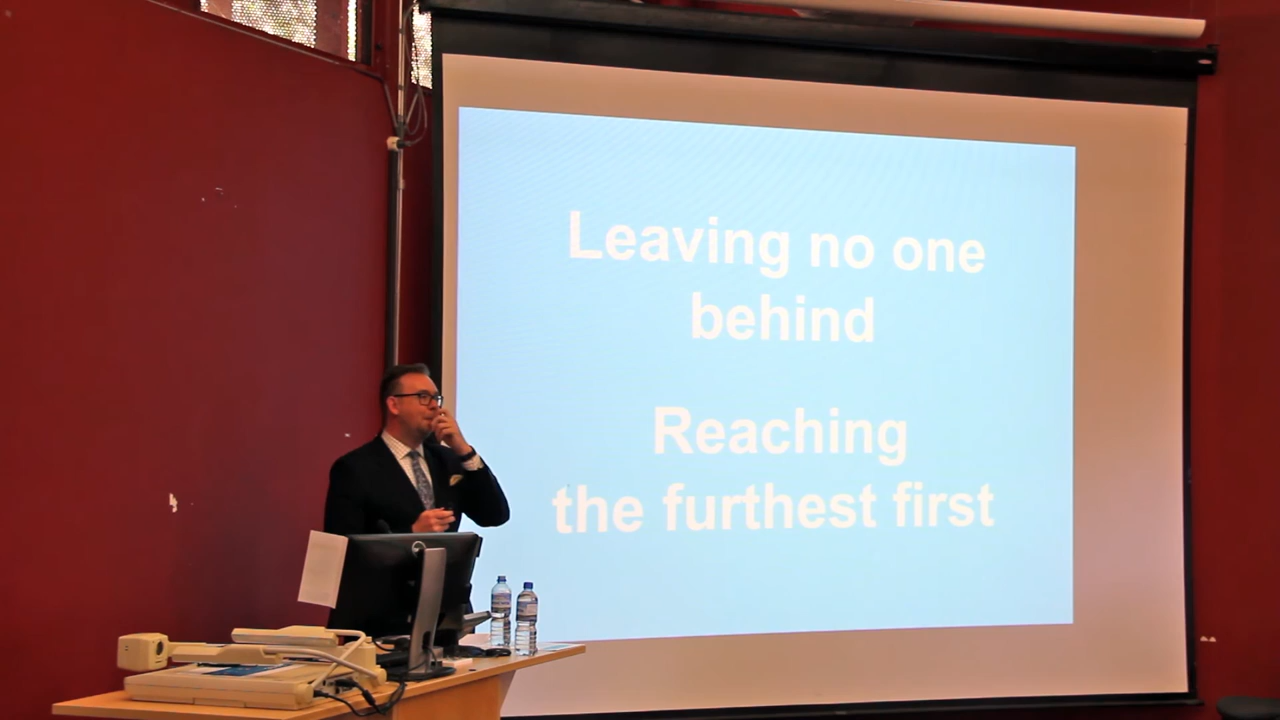 Leaving no one
behind
Reaching
the furthest first